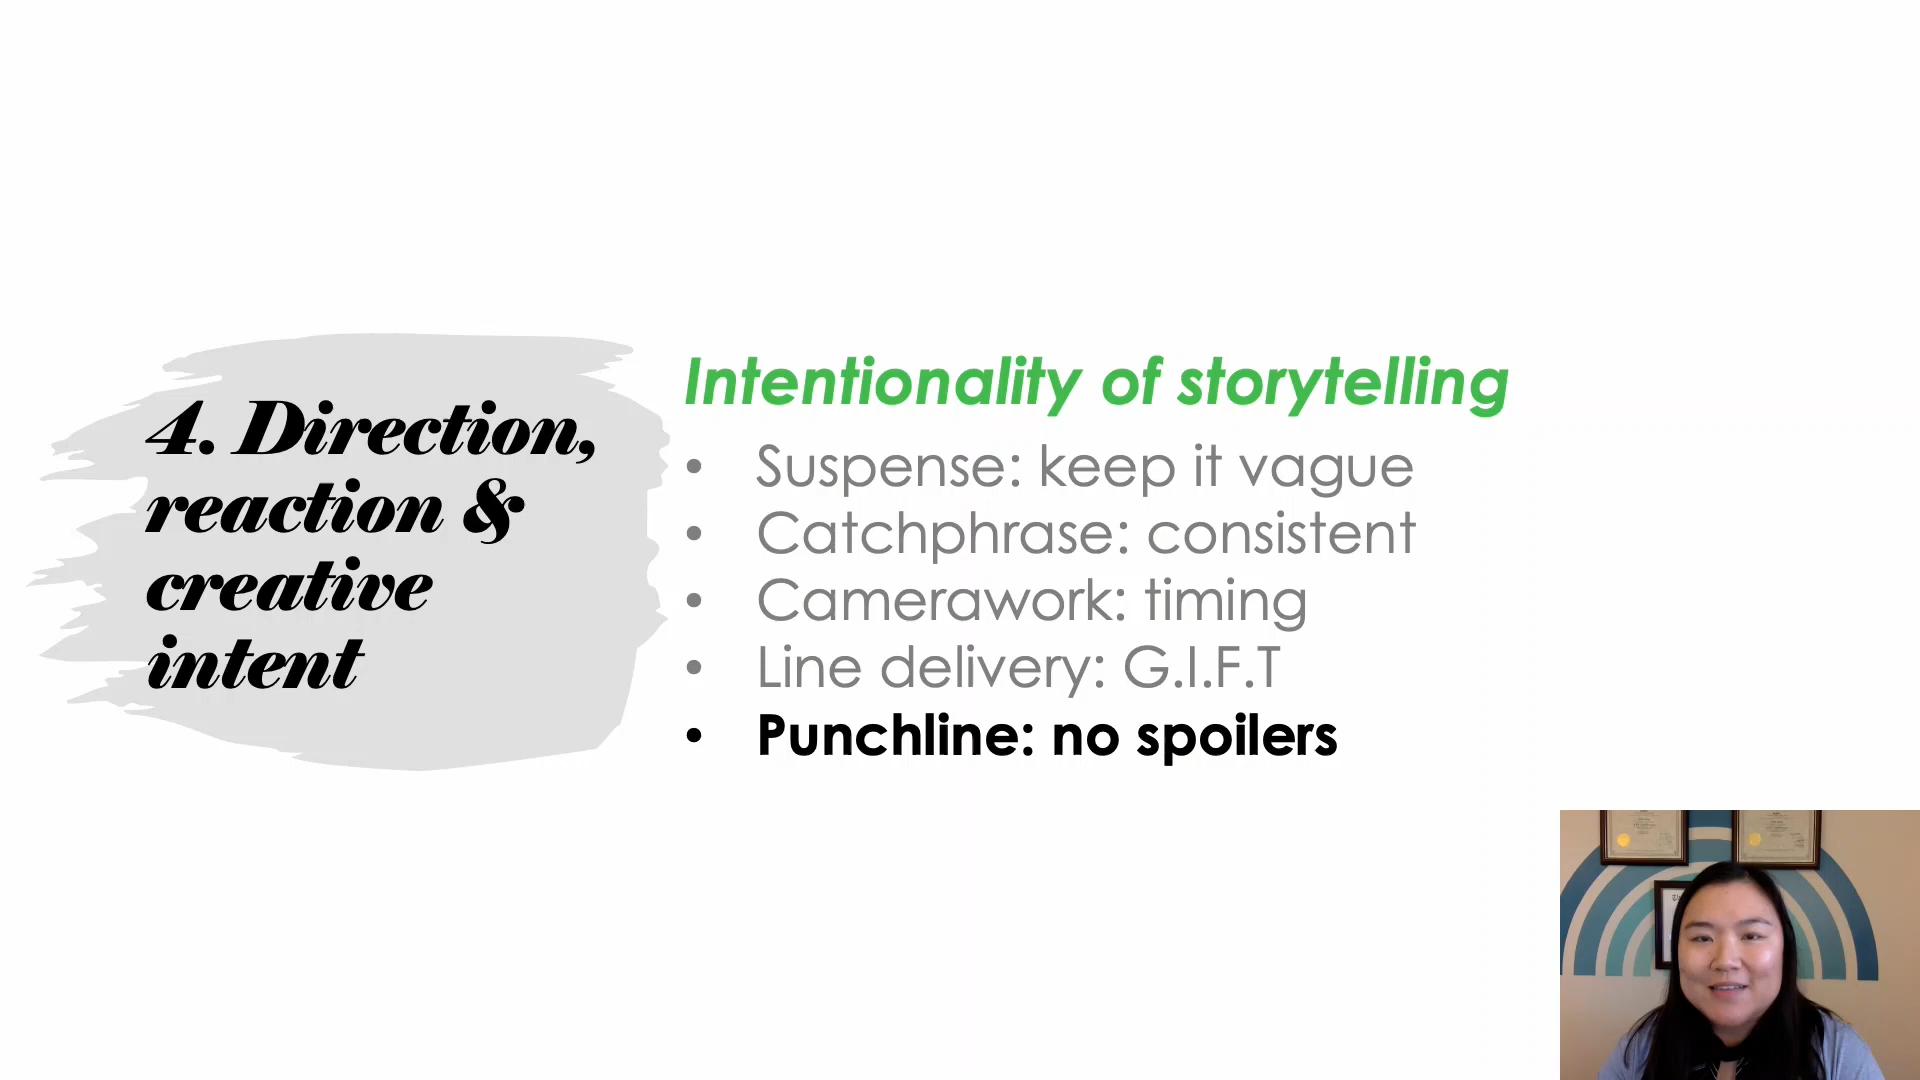 4. Direction,
reaction &
creative
intent
Intentionality of storytelling
• Suspense: keep it vague
• Catchphrase: consistent
• Camerawork: timing
• Line delivery: G.I.F.T
• Punchline: no spoilers